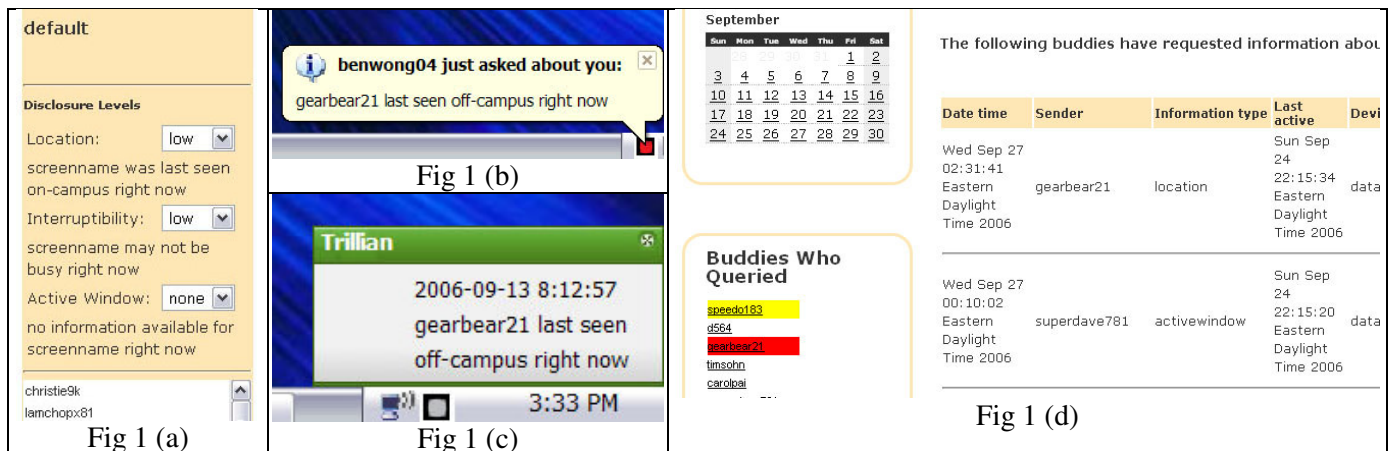 default
Disclosure Levels
Location: low
screenname was last seen
on-campus right now
Interruptibility: low
screenname may not be
busy right now
Active Window: none
no information available for
screenname right now
christie9k
lamchopx81
Fig 1 (a)
benwong04 just asked about you:
gearbear21 last seen off-campus right now
Fig 1 (b)
Trillian
2006-09-13 8:12:57
gearbear21 last seen
off-campus right now
3:33 PM
Fig 1 (c)
September
Sun Mon Tue Wed Thu Fri Sat
28 29 30 31 1 2
3 4 5 6 7 8 9
10 11 12 13 14 15 16
17 18 19 20 21 22 23
24 25 26 27 28 29 30
Buddies Who
Queried
speedo183
d564
gearbear21
timsohn
carolpai
The following buddies have requested information abou
Date time Sender Information type Last active Devi
Wed Sep 27
02:31:41
Eastern
Daylight
Time 2006
gearbear21
location
Sun Sep
24
22:15:34
Eastern
Daylight
Time 2006
data
Wed Sep 27
00:10:02
Eastern
Daylight
Time 2006
superdave781
activewindow
Sun Sep
24
22:15:20
Eastern
Daylight
Time 2006
data
Fig 1 (d)